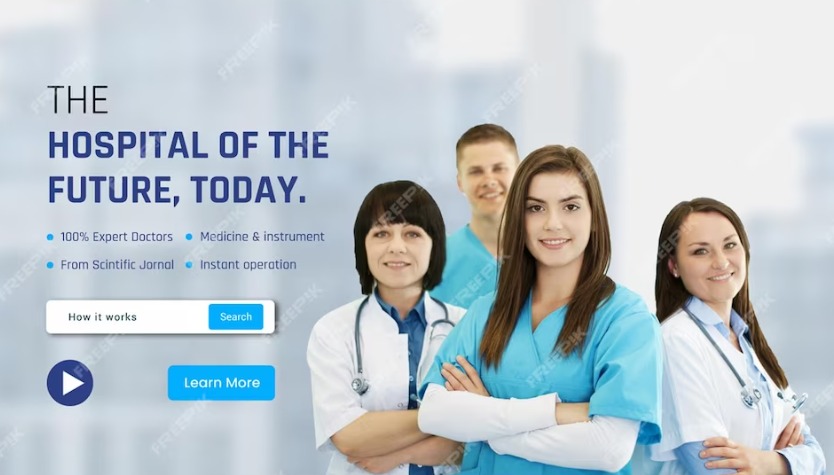 THE
HOSPITAL OF THE
FUTURE, TODAY.
100% Expert Doctors Medicine & instrument
From Scintific Jornal Instant operation
How it works Search
Learn More
FREEPIK